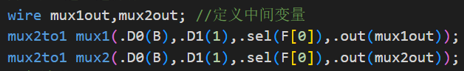 wire mux1out,mux2out; //定义中间变量
mux2to1 mux1(.D0(B),.D1(1),.sel(F[0]),.out(mux1out));
mux2to1 mux2(.D0(B),.D1(1),.sel(F[0]),.out(mux2out));